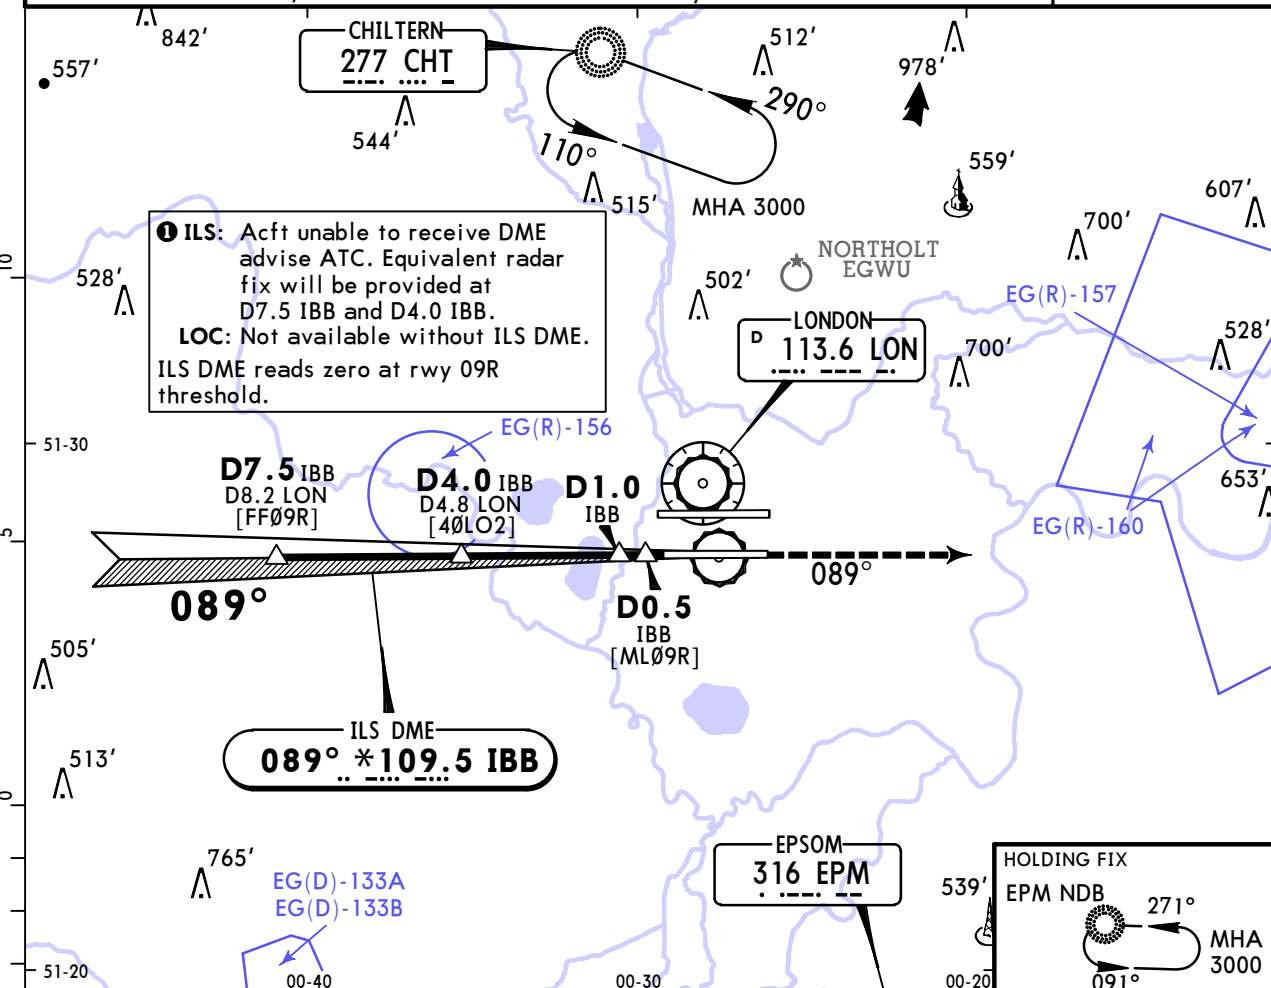 842'
CHILTERN
277 CHT
512'
978'
557'
544'
290°
110°
559'
515'
MHA 3000
607'
700'
❶ ILS: Acft unable to receive DME
advise ATC. Equivalent radar
fix will be provided at
D7.5 IBB and D4.0 IBB.
LOC: Not available without ILS DME.
ILS DME reads zero at rwy 09R
threshold.
NORTHOLT
EGWU
10
528'
502'
EG(R)-157
LONDON
D 113.6 LON
700'
528'
51-30
EG(R)-156
D7.5 IBB
D8.2 LON
[FFØ9R]
D4.0 IBB
D4.8 LON
[4ØLO2]
D1.0
IBB
653'
EG(R)-160
5
089°
089°
D0.5
IBB
[MLØ9R]
505'
ILS DME
089° *109.5 IBB
513'
0
765'
EPSOM
316 EPM
EG(D)-133A
EG(D)-133B
539'
HOLDING FIX
EPM NDB
271°
MHA
3000
091°
51-20
00-40
00-30
00-20